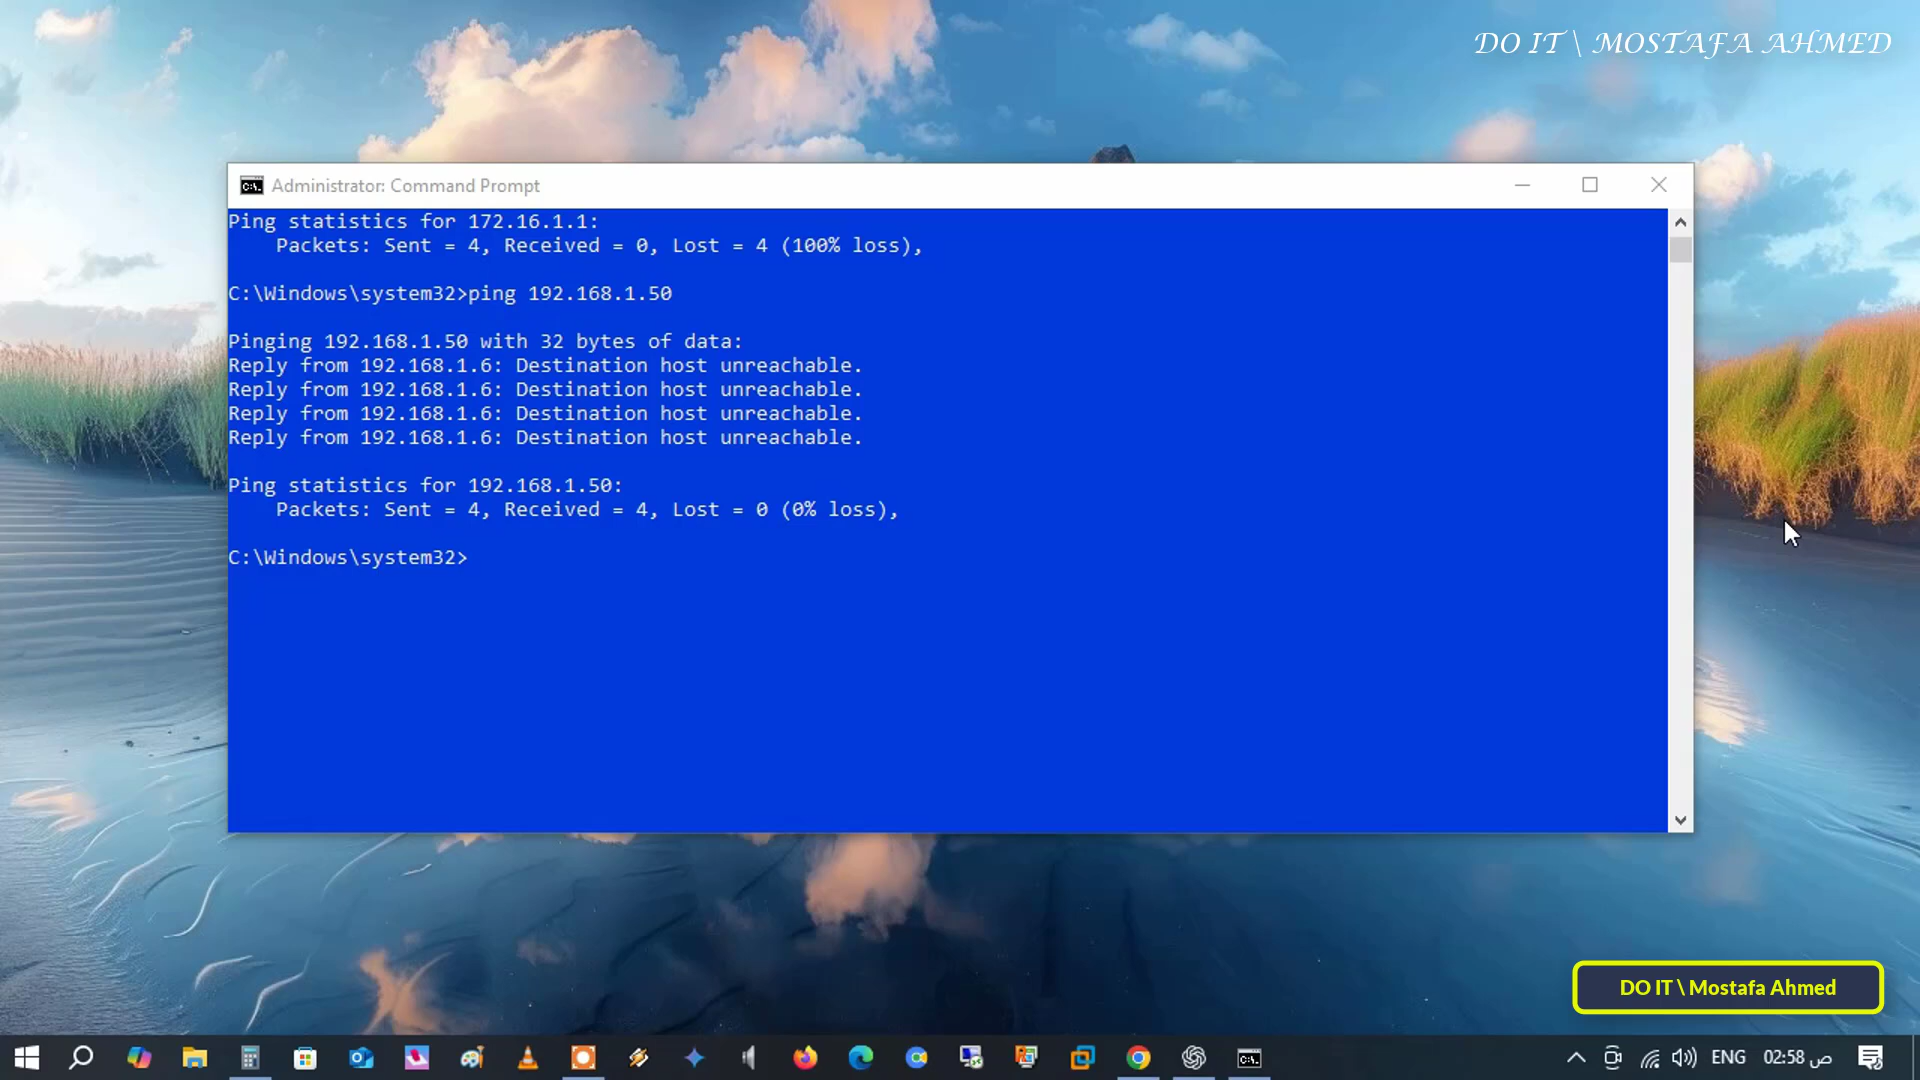 DO IT \ MOSTAFA AHMED
Administrator: Command Prompt
Ping statistics for 172.16.1.1:
    Packets: Sent = 4, Received = 0, Lost = 4 (100% loss),
C:\Windows\system32>ping 192.168.1.50
Pinging 192.168.1.50 with 32 bytes of data:
Reply from 192.168.1.6: Destination host unreachable.
Reply from 192.168.1.6: Destination host unreachable.
Reply from 192.168.1.6: Destination host unreachable.
Reply from 192.168.1.6: Destination host unreachable.
Ping statistics for 192.168.1.50:
    Packets: Sent = 4, Received = 4, Lost = 0 (0% loss),
C:\Windows\system32>
DO IT \ Mostafa Ahmed
ENG 02:58 ص